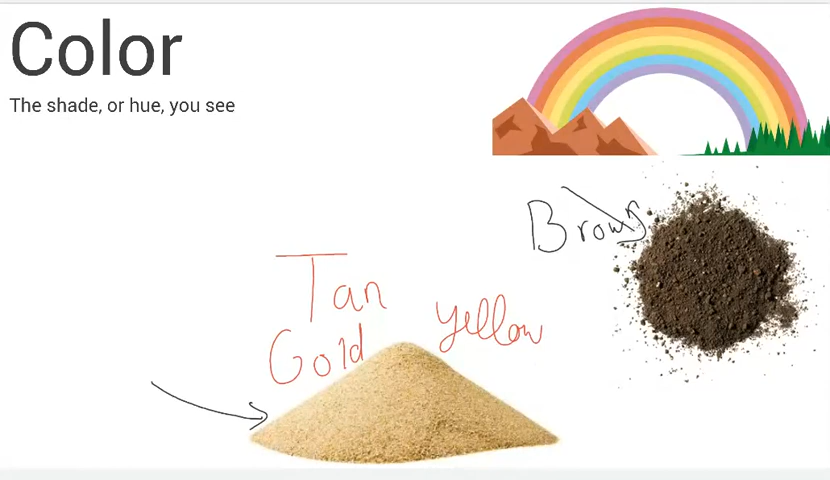 Color
The shade, or hue, you see
Brown
Tan
Gold
yellow